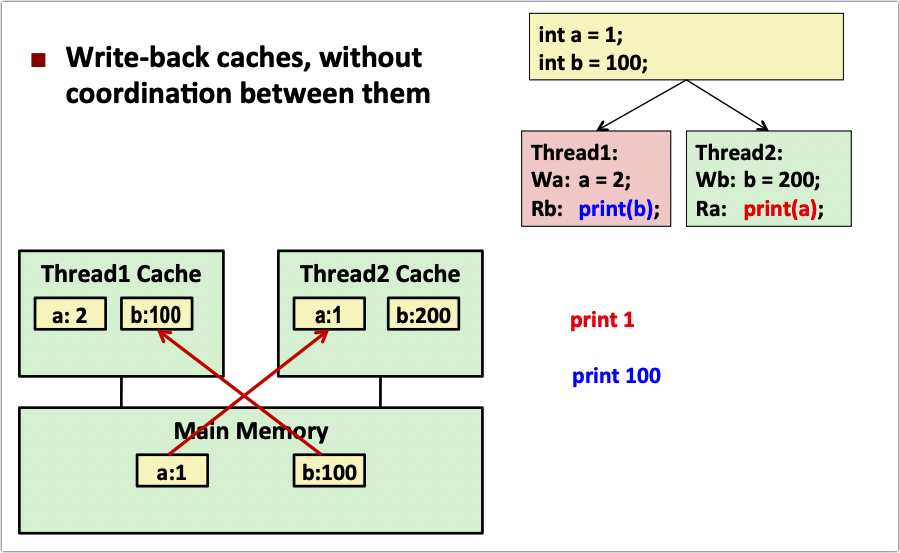 ■ Write-back caches, without
coordination between them
int a = 1;
int b = 100;
Thread1:
Wa: a = 2;
Rb: print(b);
Thread2:
Wb: b = 200;
Ra: print(a);
Thread1 Cache
a: 2
b:100
Thread2 Cache
a:1
b:200
print 1
print 100
Main Memory
a:1
b:100